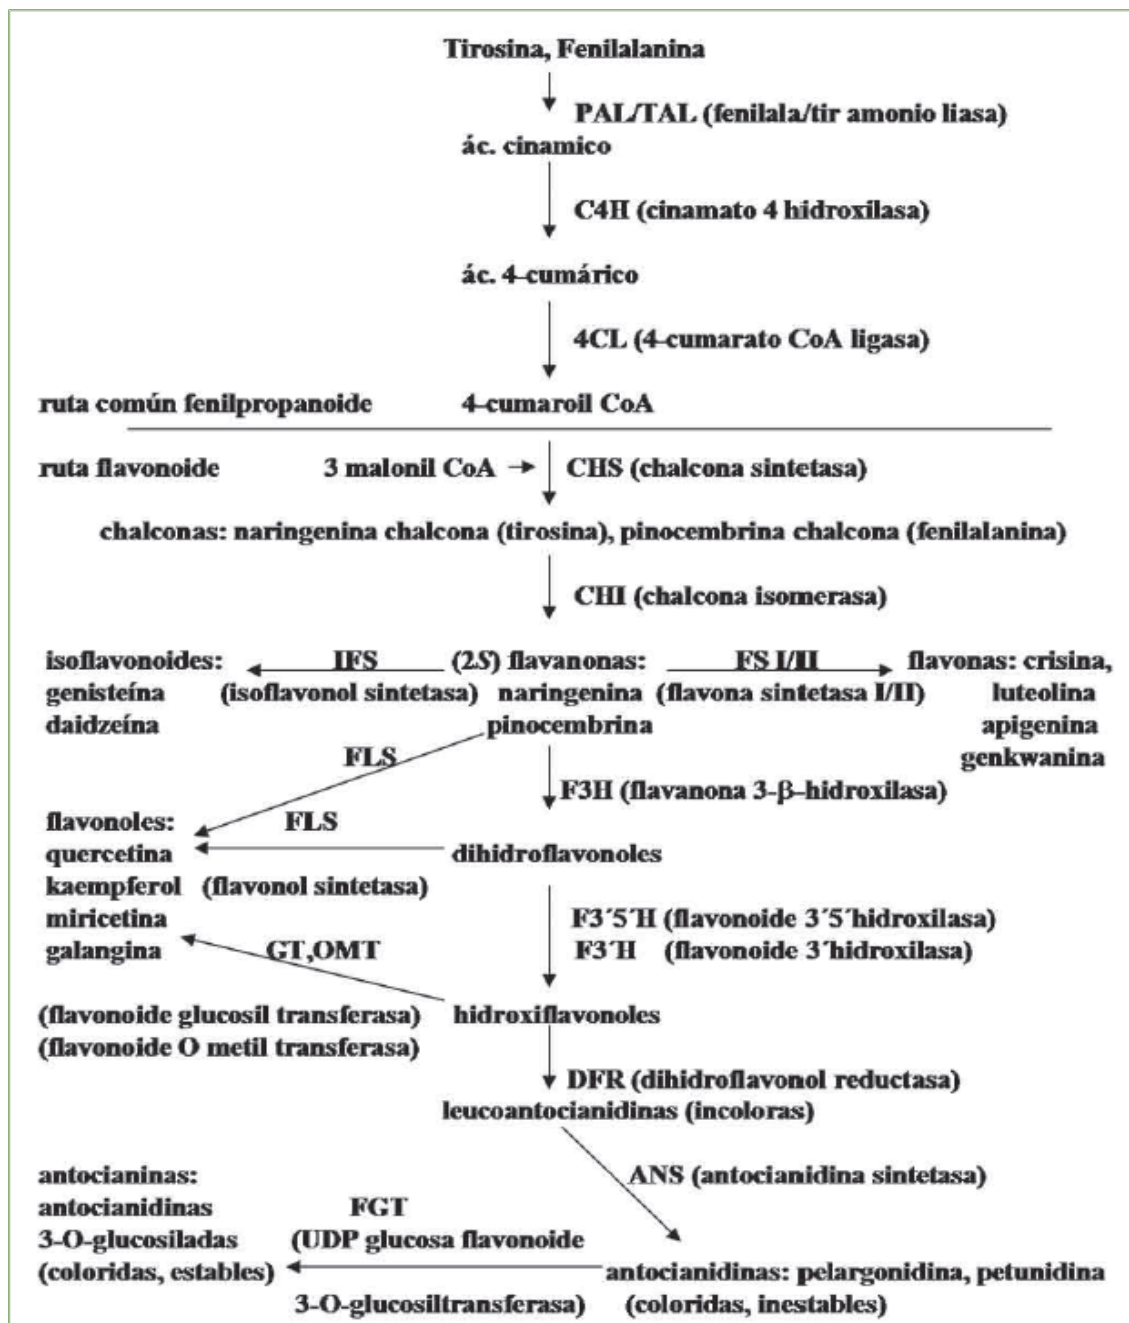 Tirosina, Fenilalanina
PAL/TAL (fenilala/tir amonio liasa)
ác. cinamico
C4H (cinamato 4 hidroxilasa)
ác. 4-cumárico
4CL (4-cumarato CoA ligasa)
ruta común fenilpropanoide 4-cumaroil CoA
ruta flavonoide 3 malonil CoA → CHS (chalcona sintetasa)
chalconas: naringenina chalcona (tirosina), pinocembrina chalcona (fenilalanina)
CHI (chalcona isomerasa)
isoflavonoides: IFS (2S) flavanonas: FS I/II flavonas: crisina,
genisteína (isoflavonol sintetasa) naringenina (flavona sintetasa I/II) luteolina
daidzeína pinocembrina apigenina
FLS genkwanina
F3H (flavanona 3-β-hidroxilasa)
flavonoles: FLS
quercetina dihidroflavonoles
kaempferol (flavonol sintetasa)
miricetina F3´5´H (flavonoide 3´5´hidroxilasa)
galangina GT,OMT F3´H (flavonoide 3´hidroxilasa)
(flavonoide glucosil transferasa) hidroxiflavonoles
(flavonoide O metil transferasa)
DFR (dihidroflavonol reductasa)
leucoantocianidinas (incoloras)
antocianinas: ANS (antocianidina sintetasa)
antocianidinas FGT
3-O-glucosiladas (UDP glucosa flavonoide
(coloridas, estables) antocianidinas: pelargonidina, petunidina
3-O-glucosiltransferasa) (coloridas, inestables)